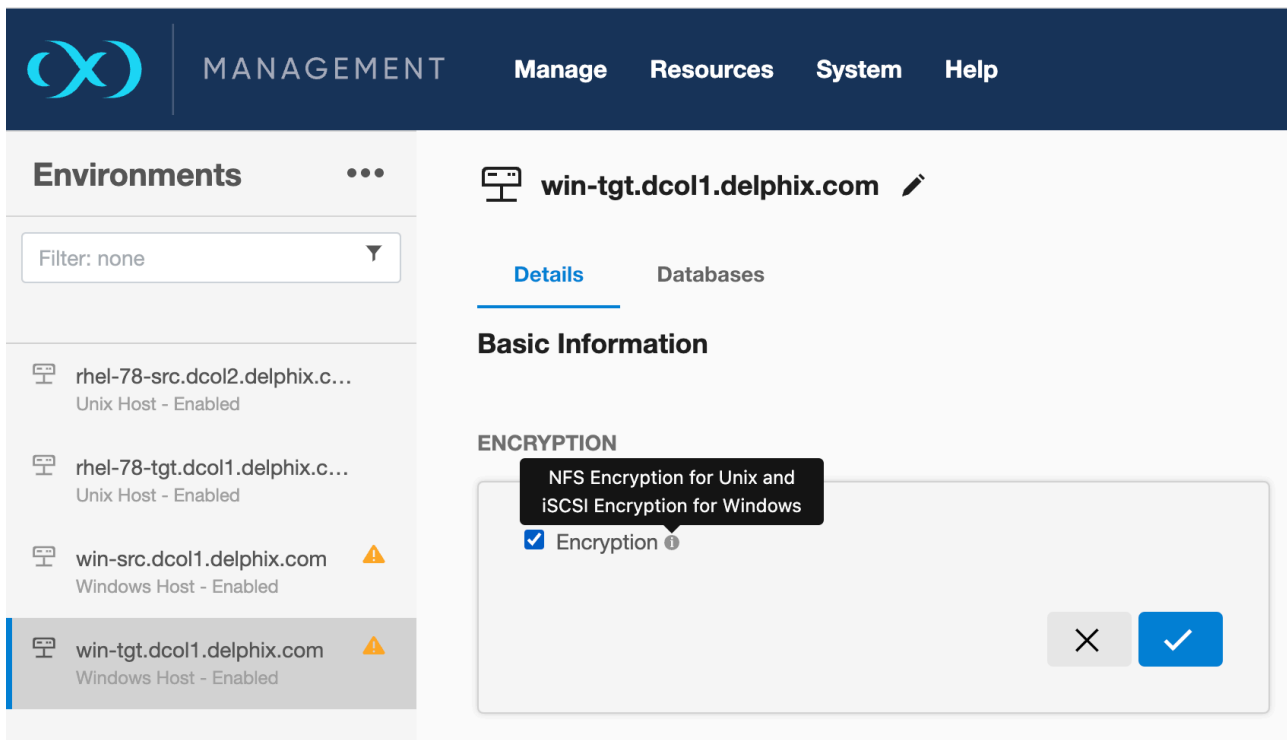 MANAGEMENT
Manage
Resources
System
Help
Environments
Filter: none
rhel-78-src.dcol2.delphix.c...
Unix Host - Enabled
rhel-78-tgt.dcol1.delphix.c...
Unix Host - Enabled
win-src.dcol1.delphix.com
Windows Host - Enabled
win-tgt.dcol1.delphix.com
Windows Host - Enabled
win-tgt.dcol1.delphix.com
Details
Databases
Basic Information
ENCRYPTION
NFS Encryption for Unix and
iSCSI Encryption for Windows
Encryption